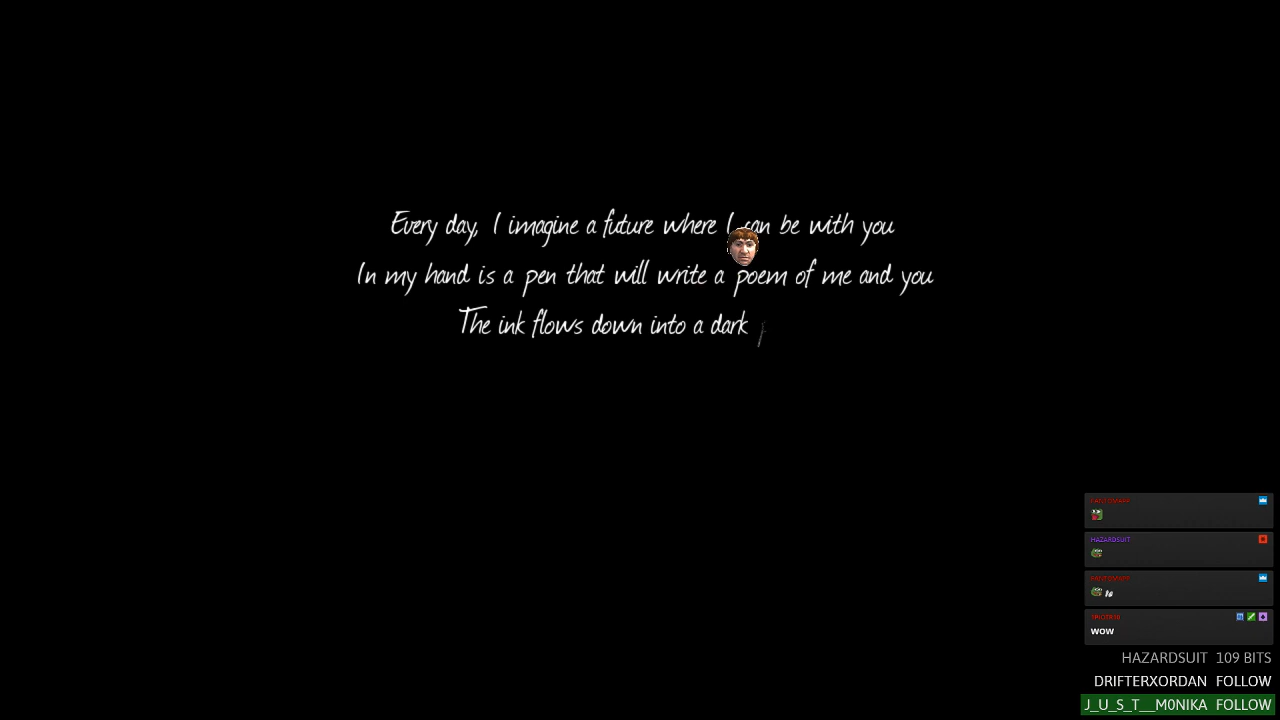 Every day, I imagine a future where I can be with you
In my hand is a pen that will write a poem of me and you
The ink flows down into a dark p
HAZARDSUIT
wow
HAZARDSUIT 109 BITS
DRIFTERXORDAN FOLLOW
J_U_S_T__M0NIKA FOLLOW